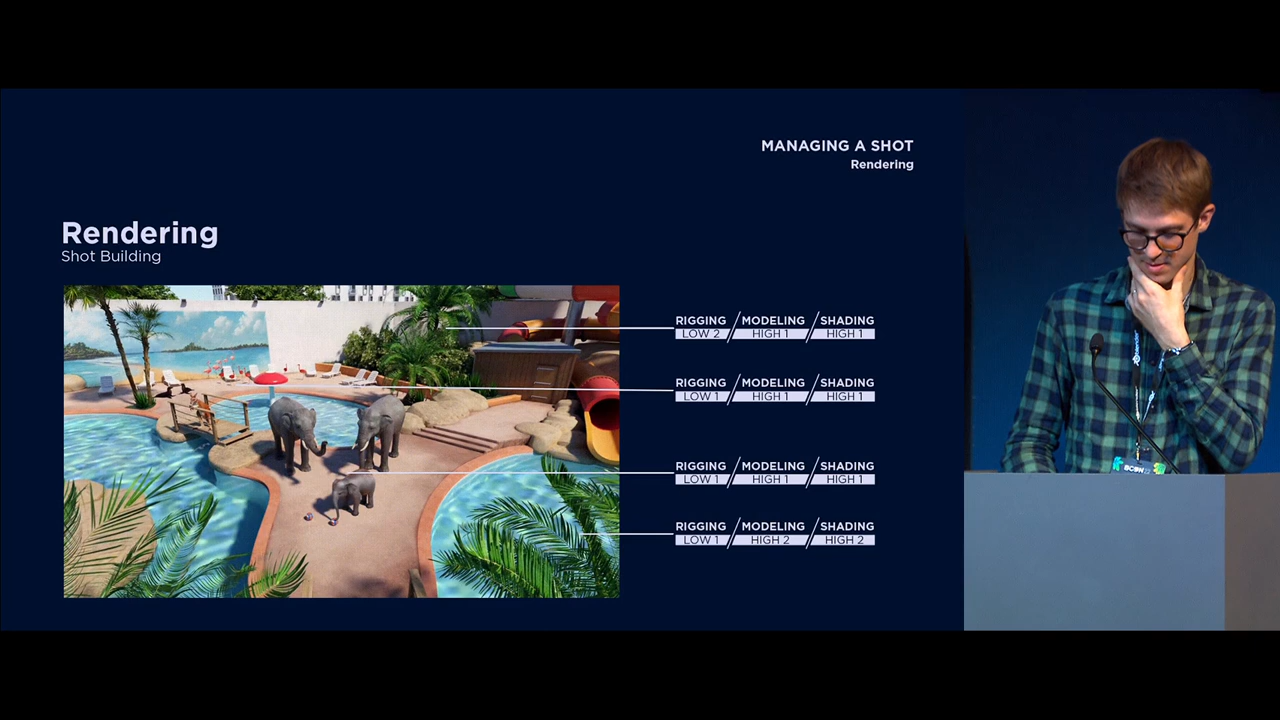 MANAGING A SHOT
Rendering
Rendering
Shot Building
RIGGING / MODELING / SHADING
LOW 2 HIGH 1 HIGH 1
RIGGING / MODELING / SHADING
LOW 1 HIGH 1 HIGH 1
RIGGING / MODELING / SHADING
LOW 1 HIGH 1 HIGH 1
RIGGING / MODELING / SHADING
LOW 1 HIGH 2 HIGH 2